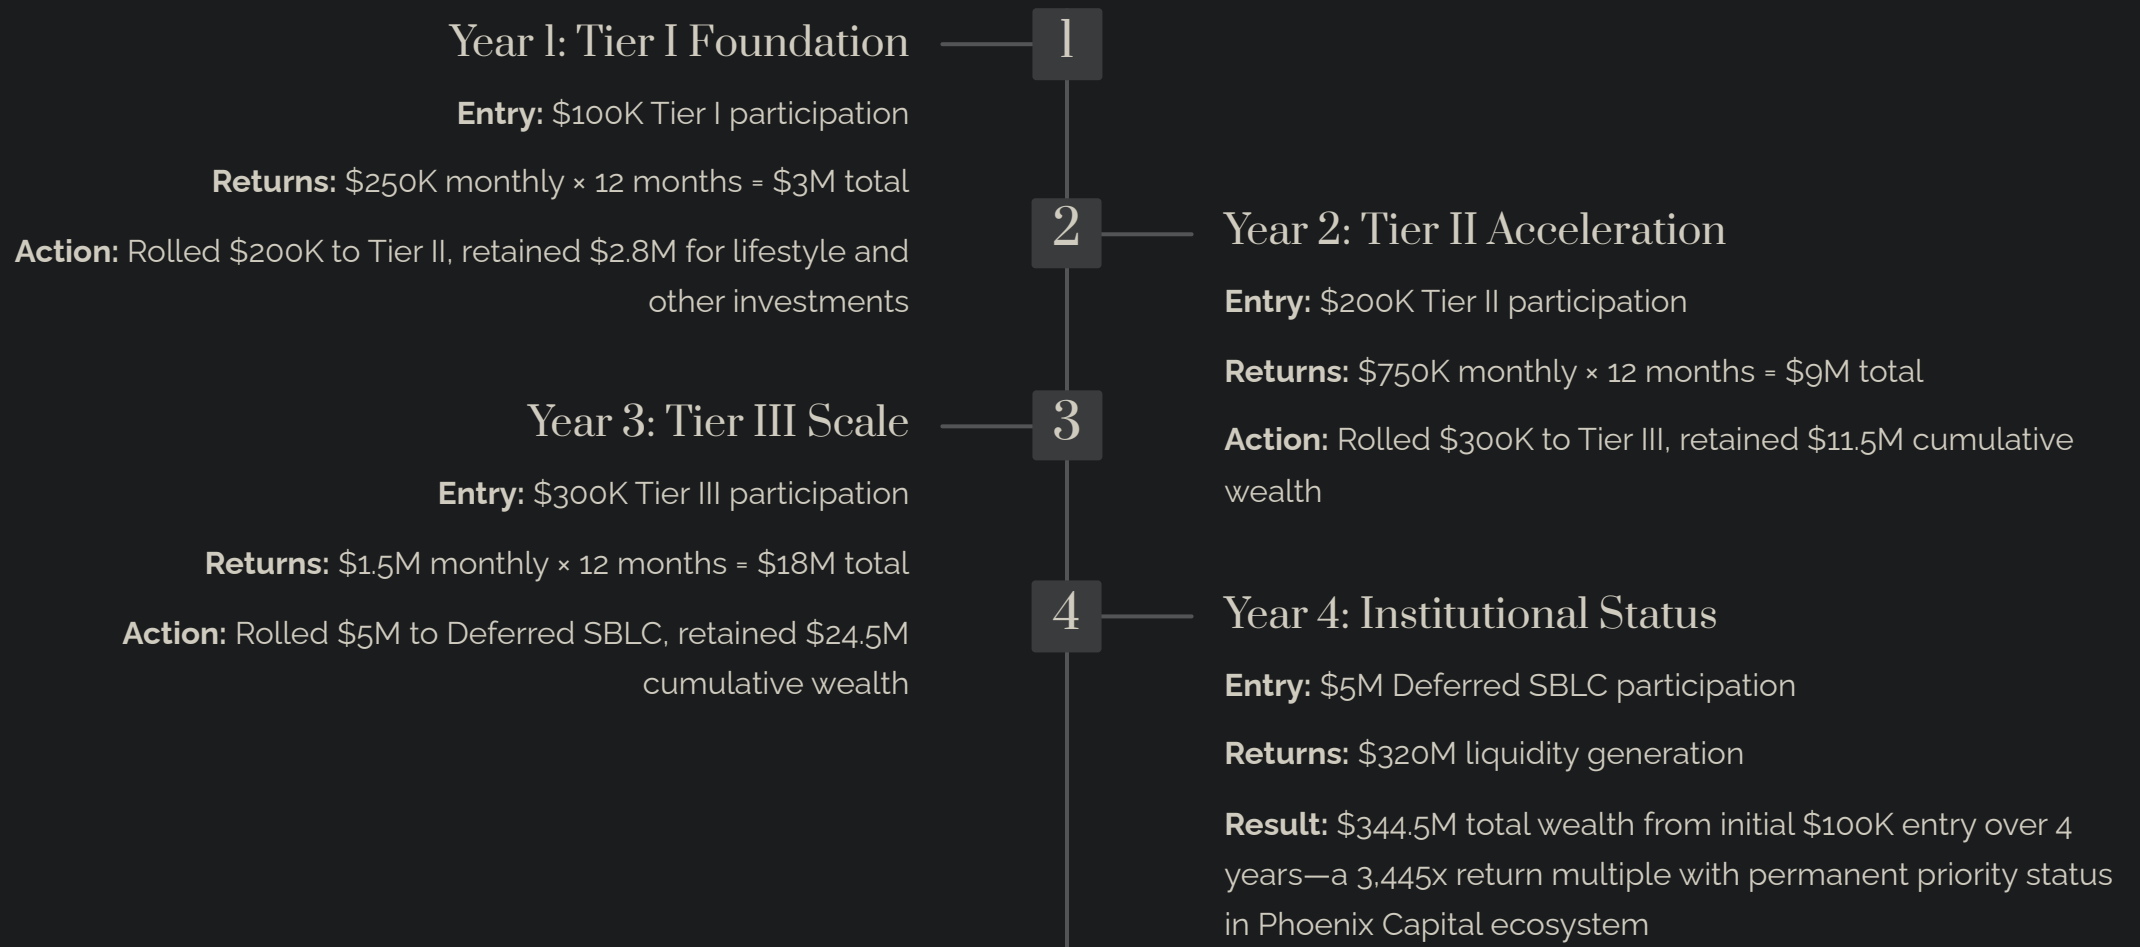 Year 1: Tier I Foundation
1
Entry: $100K Tier I participation
Returns: $250K monthly × 12 months = $3M total
Action: Rolled $200K to Tier II, retained $2.8M for lifestyle and
other investments
2
Year 2: Tier II Acceleration
Entry: $200K Tier II participation
Returns: $750K monthly × 12 months = $9M total
Action: Rolled $300K to Tier III, retained $11.5M cumulative
wealth
Year 3: Tier III Scale
3
Entry: $300K Tier III participation
Returns: $1.5M monthly × 12 months = $18M total
Action: Rolled $5M to Deferred SBLC, retained $24.5M
cumulative wealth
4
Year 4: Institutional Status
Entry: $5M Deferred SBLC participation
Returns: $320M liquidity generation
Result: $344.5M total wealth from initial $100K entry over 4
years—a 3,445x return multiple with permanent priority status
in Phoenix Capital ecosystem